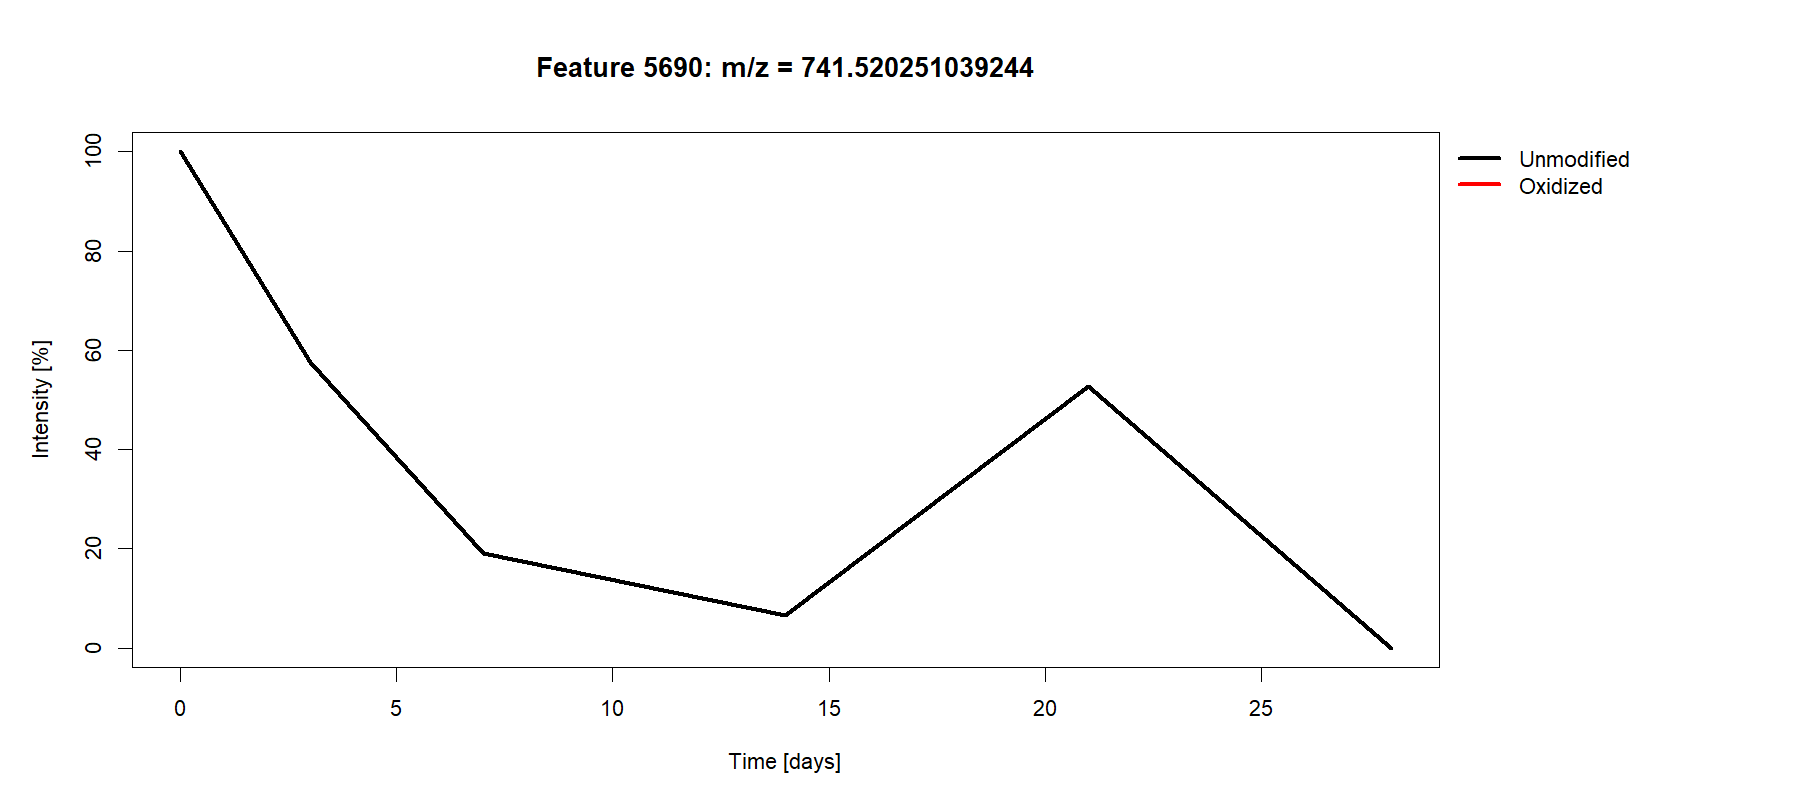 Feature 5690: m/z = 741.520251039244
Unmodified
Oxidized
Intensity [%]
100
80
60
40
20
0
0 5 10 15 20 25
Time [days]